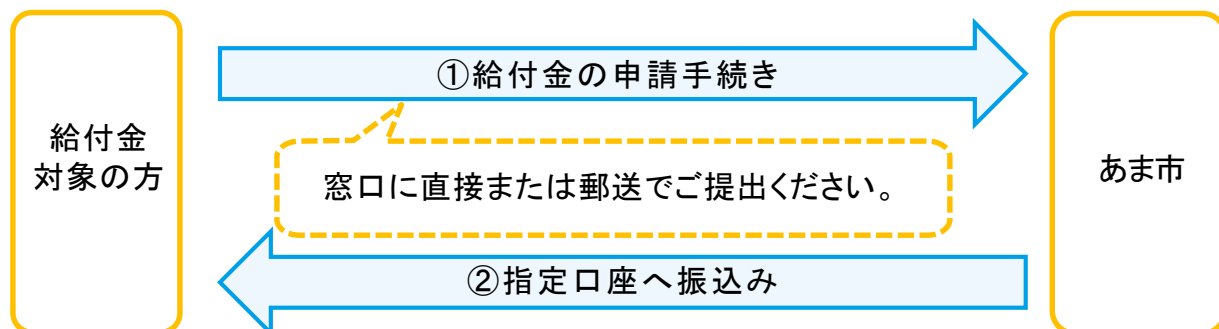 給付金
対象の方
①給付金の申請手続き
窓口に直接または郵送でご提出ください。
②指定口座へ振込み
あま市